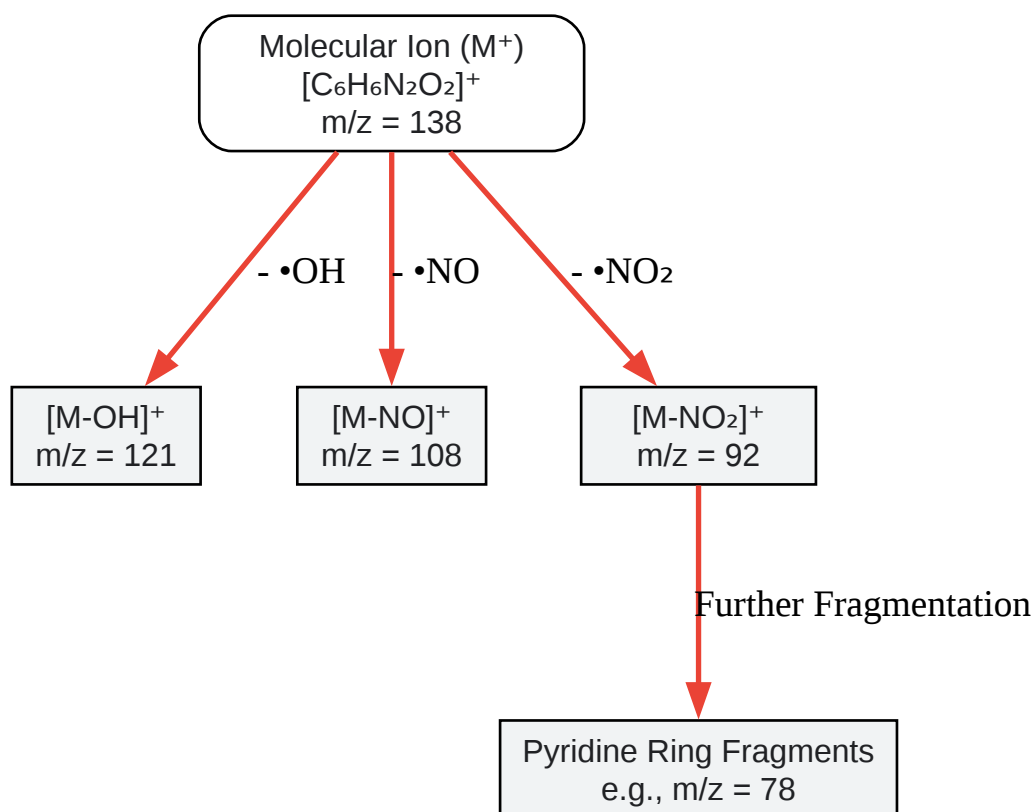 Molecular Ion (M⁺)
[C₆H₆N₂O₂]⁺
m/z = 138
- •OH
- •NO
- •NO₂
[M-OH]⁺
m/z = 121
[M-NO]⁺
m/z = 108
[M-NO₂]⁺
m/z = 92
Further Fragmentation
Pyridine Ring Fragments
e.g., m/z = 78